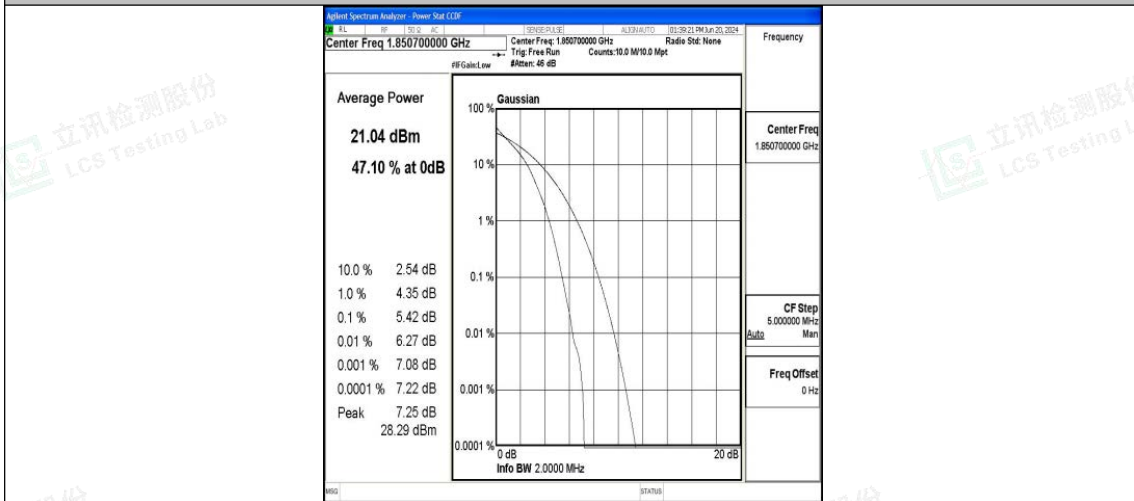 Agilent Spectrum Analyzer - Power Stat CCDF
RL RF 50 Ω AC SENSE:PULSE ALIGN AUTO 01:39:21 PM Jun 20, 2024
Center Freq 1.850700000 GHz
Center Freq: 1.850700000 GHz Radio Std: None
Trig: Free Run Counts:10.0 M/10.0 Mpt
#IFGain:Low #Atten: 46 dB
Frequency
Average Power
21.04 dBm
47.10 % at 0dB
10.0 % 2.54 dB
1.0 % 4.35 dB
0.1 % 5.42 dB
0.01 % 6.27 dB
0.001 % 7.08 dB
0.0001 % 7.22 dB
Peak 7.25 dB
28.29 dBm
Gaussian
100 %
10 %
1 %
0.1 %
0.01 %
0.001 %
0.0001 %
0 dB 20 dB
Info BW 2.0000 MHz
Center Freq
1.850700000 GHz
CF Step
5.000000 MHz
Auto Man
Freq Offset
0 Hz
MSG STATUS
立讯检测股份
LCS Testing Lab
立讯检测股份
LCS Testing L